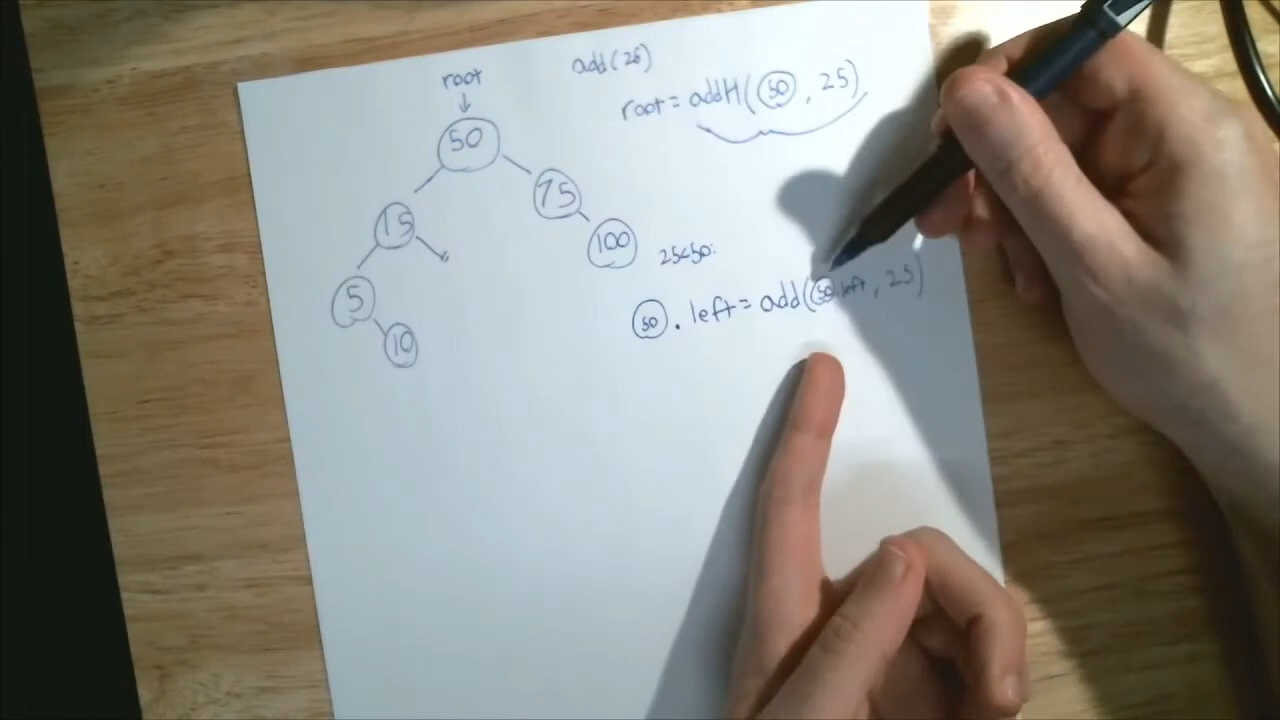 add(25)
root
root = addH(50, 25)
50
15
75
100
5
10
25<50:
50.left = add(50.left, 25)